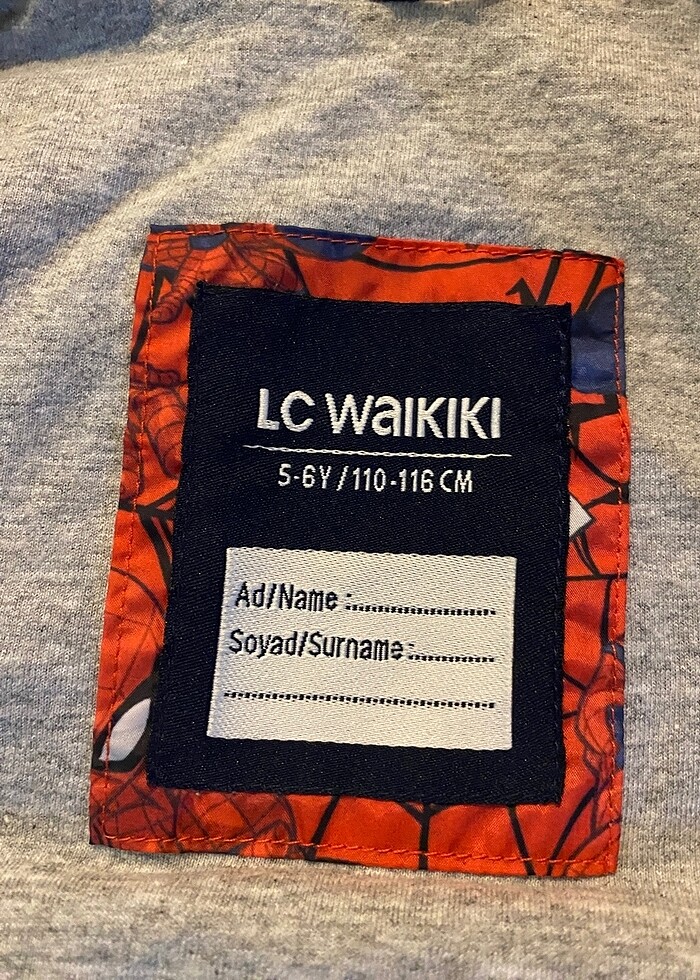 LC WAIKIKI
5-6Y / 110-116 CM
Ad/Name :....................
Soyad/Surname:............
........................................